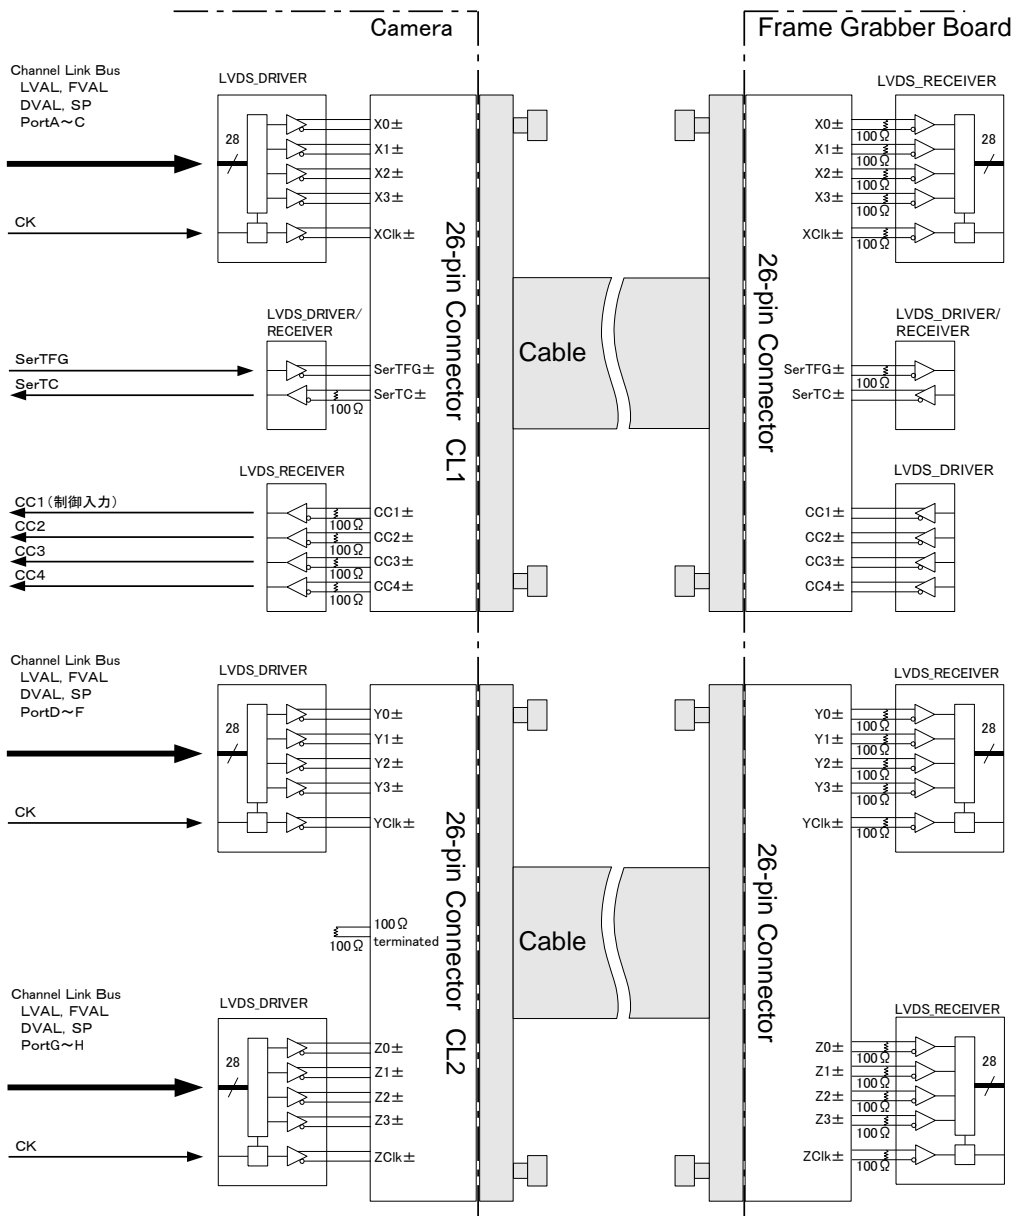 Camera
Frame Grabber Board
Channel Link Bus
LVAL, FVAL
DVAL, SP
PortA～C
28
CK
LVDS_DRIVER
X0±
X1±
X2±
X3±
XClk±
LVDS_RECEIVER
X0±
X1±
X2±
X3±
XClk±
100Ω
100Ω
100Ω
100Ω
100Ω
28
SerTFG
SerTC
LVDS_DRIVER/
RECEIVER
SerTFG±
SerTC±
100Ω
26-pin Connector CL1
Cable
26-pin Connector
LVDS_DRIVER/
RECEIVER
SerTFG±
SerTC±
100Ω
CC1(制御入力)
CC2
CC3
CC4
LVDS_RECEIVER
100Ω
100Ω
100Ω
100Ω
CC1±
CC2±
CC3±
CC4±
LVDS_DRIVER
CC1±
CC2±
CC3±
CC4±
Channel Link Bus
LVAL, FVAL
DVAL, SP
PortD～F
28
CK
LVDS_DRIVER
Y0±
Y1±
Y2±
Y3±
YClk±
LVDS_RECEIVER
Y0±
Y1±
Y2±
Y3±
YClk±
100Ω
100Ω
100Ω
100Ω
100Ω
28
100Ω
100Ω
terminated
26-pin Connector CL2
Cable
26-pin Connector
Channel Link Bus
LVAL, FVAL
DVAL, SP
PortG～H
28
CK
LVDS_DRIVER
Z0±
Z1±
Z2±
Z3±
ZClk±
LVDS_RECEIVER
Z0±
Z1±
Z2±
Z3±
ZClk±
100Ω
100Ω
100Ω
100Ω
100Ω
28